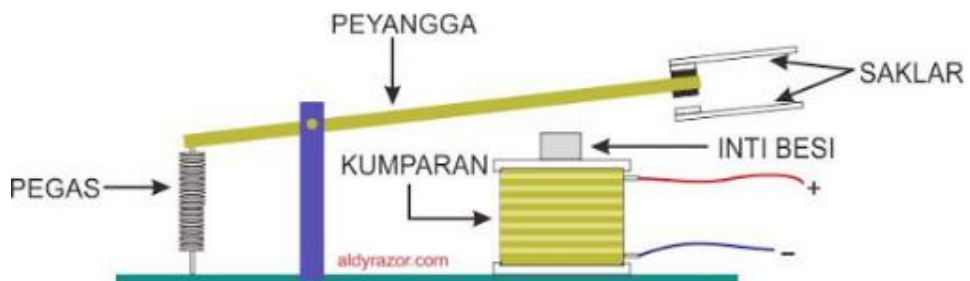 PEYANGGA
SAKLAR
INTI BESI
KUMPARAN
PEGAS
+
aldyrazor.com
-